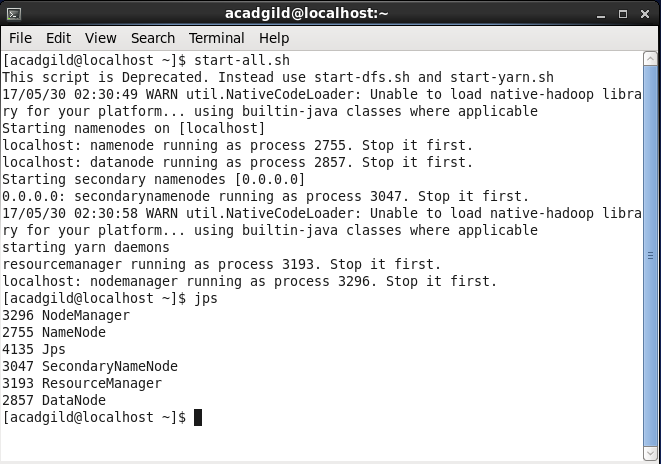 acadgild@localhost:~
File Edit View Search Terminal Help
[acadgild@localhost ~]$ start-all.sh
This script is Deprecated. Instead use start-dfs.sh and start-yarn.sh
17/05/30 02:30:49 WARN util.NativeCodeLoader: Unable to load native-hadoop libra
ry for your platform... using builtin-java classes where applicable
Starting namenodes on [localhost]
localhost: namenode running as process 2755. Stop it first.
localhost: datanode running as process 2857. Stop it first.
Starting secondary namenodes [0.0.0.0]
0.0.0.0: secondarynamenode running as process 3047. Stop it first.
17/05/30 02:30:58 WARN util.NativeCodeLoader: Unable to load native-hadoop libra
ry for your platform... using builtin-java classes where applicable
starting yarn daemons
resourcemanager running as process 3193. Stop it first.
localhost: nodemanager running as process 3296. Stop it first.
[acadgild@localhost ~]$ jps
3296 NodeManager
2755 NameNode
4135 Jps
3047 SecondaryNameNode
3193 ResourceManager
2857 DataNode
[acadgild@localhost ~]$